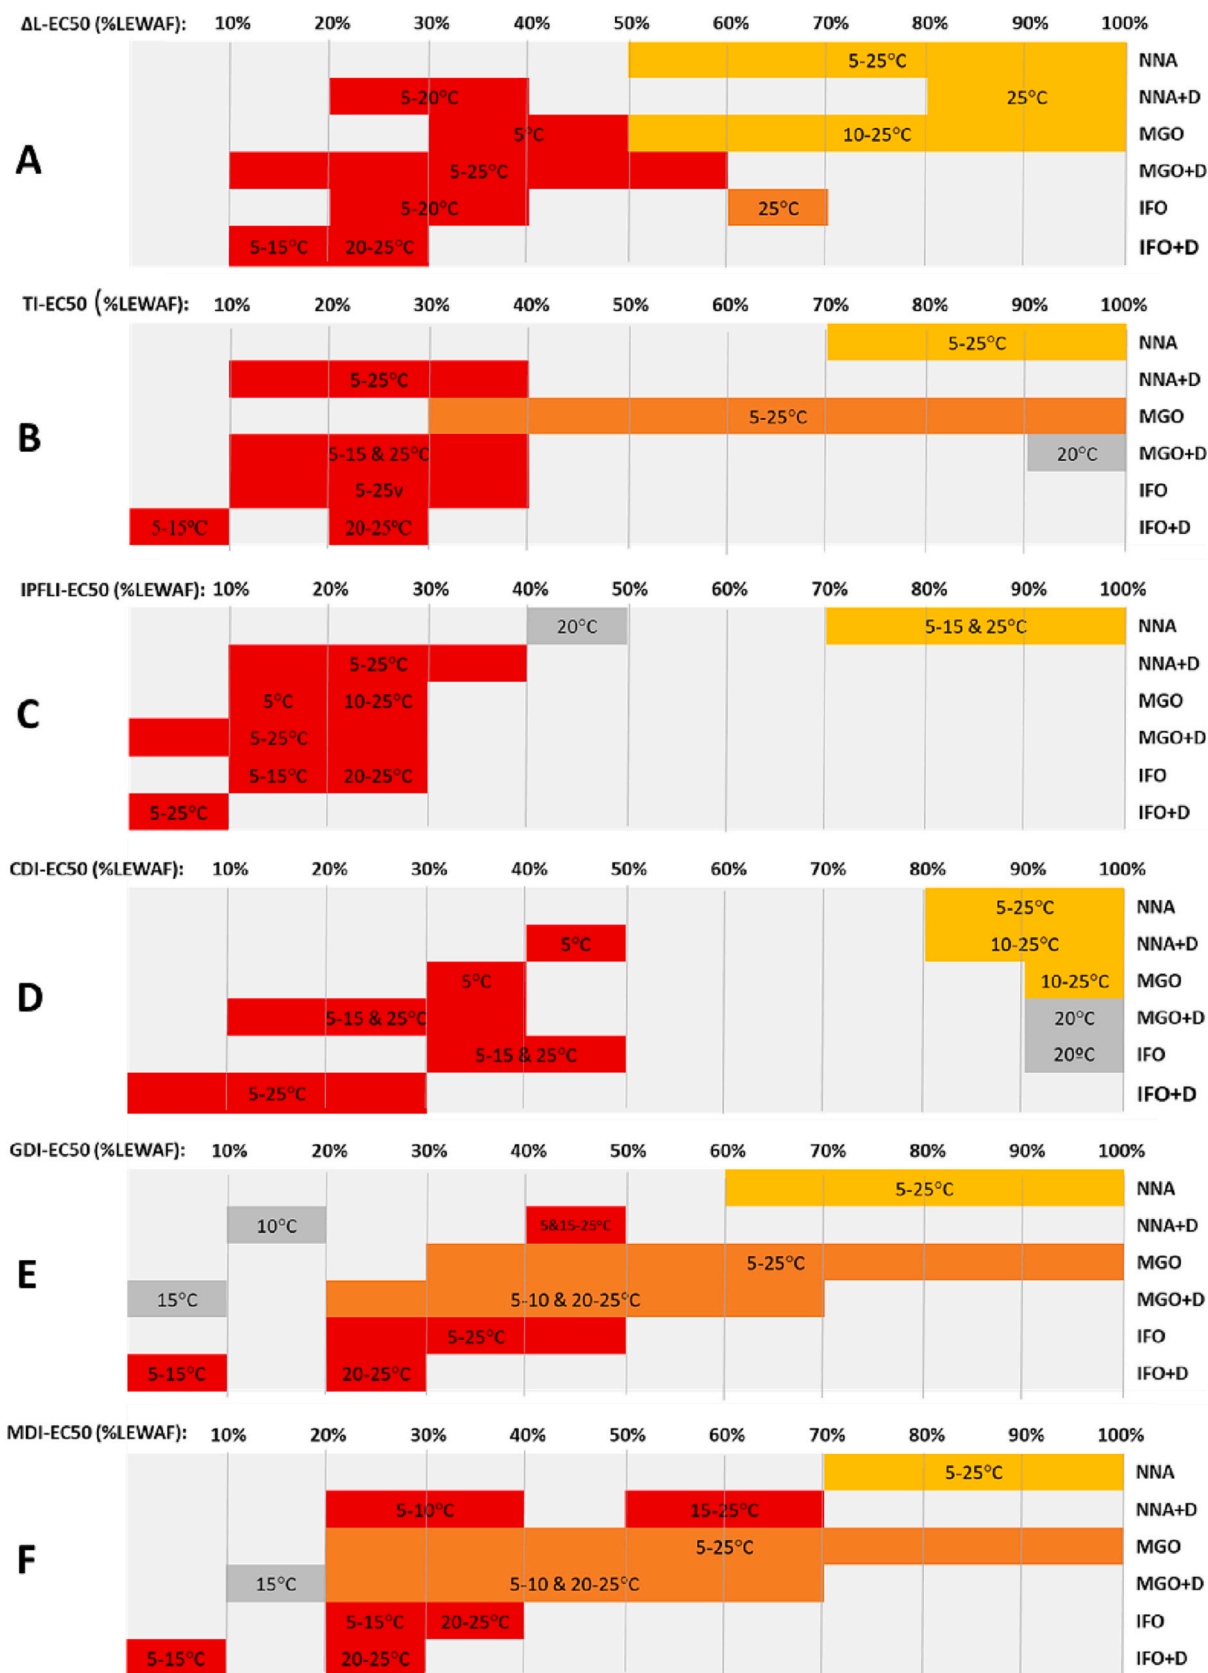 ΔL-EC50 (%LEWAF): 10% 20% 30% 40% 50% 60% 70% 80% 90% 100%
5-25°C NNA
5-20°C 25°C NNA+D
5°C 10-25°C MGO
A
5-25°C MGO+D
5-20°C 25°C IFO
5-15°C 20-25°C IFO+D
TI-EC50 (%LEWAF): 10% 20% 30% 40% 50% 60% 70% 80% 90% 100%
5-25°C NNA
5-25°C NNA+D
5-25°C MGO
B
5-15 & 25°C 20°C MGO+D
5-25v IFO
5-15ºC 20-25ºC IFO+D
IPFLI-EC50 (%LEWAF): 10% 20% 30% 40% 50% 60% 70% 80% 90% 100%
20°C 5-15 & 25°C NNA
5-25°C NNA+D
5°C 10-25°C MGO
C
5-25°C MGO+D
5-15°C 20-25°C IFO
5-25°C IFO+D
CDI-EC50 (%LEWAF): 10% 20% 30% 40% 50% 60% 70% 80% 90% 100%
5-25°C NNA
5°C 10-25°C NNA+D
5°C 10-25°C MGO
D
5-15 & 25°C 20°C MGO+D
5-15 & 25°C 20ºC IFO
5-25°C IFO+D
GDI-EC50 (%LEWAF): 10% 20% 30% 40% 50% 60% 70% 80% 90% 100%
5-25°C NNA
10°C 5&15-25°C NNA+D
5-25°C MGO
E
15°C 5-10 & 20-25°C MGO+D
5-25°C IFO
5-15°C 20-25°C IFO+D
MDI-EC50 (%LEWAF): 10% 20% 30% 40% 50% 60% 70% 80% 90% 100%
5-25°C NNA
5-10°C 15-25°C NNA+D
5-25°C MGO
F
15°C 5-10 & 20-25°C MGO+D
5-15°C 20-25°C IFO
5-15°C 20-25°C IFO+D